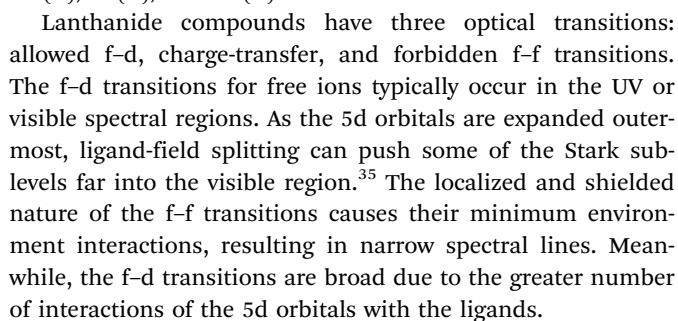 Lanthanide compounds have three optical transitions:
allowed f–d, charge-transfer, and forbidden f–f transitions.
The f–d transitions for free ions typically occur in the UV or
visible spectral regions. As the 5d orbitals are expanded outer-
most, ligand-field splitting can push some of the Stark sub-
levels far into the visible region.35 The localized and shielded
nature of the f–f transitions causes their minimum environ-
ment interactions, resulting in narrow spectral lines. Mean-
while, the f–d transitions are broad due to the greater number
of interactions of the 5d orbitals with the ligands.